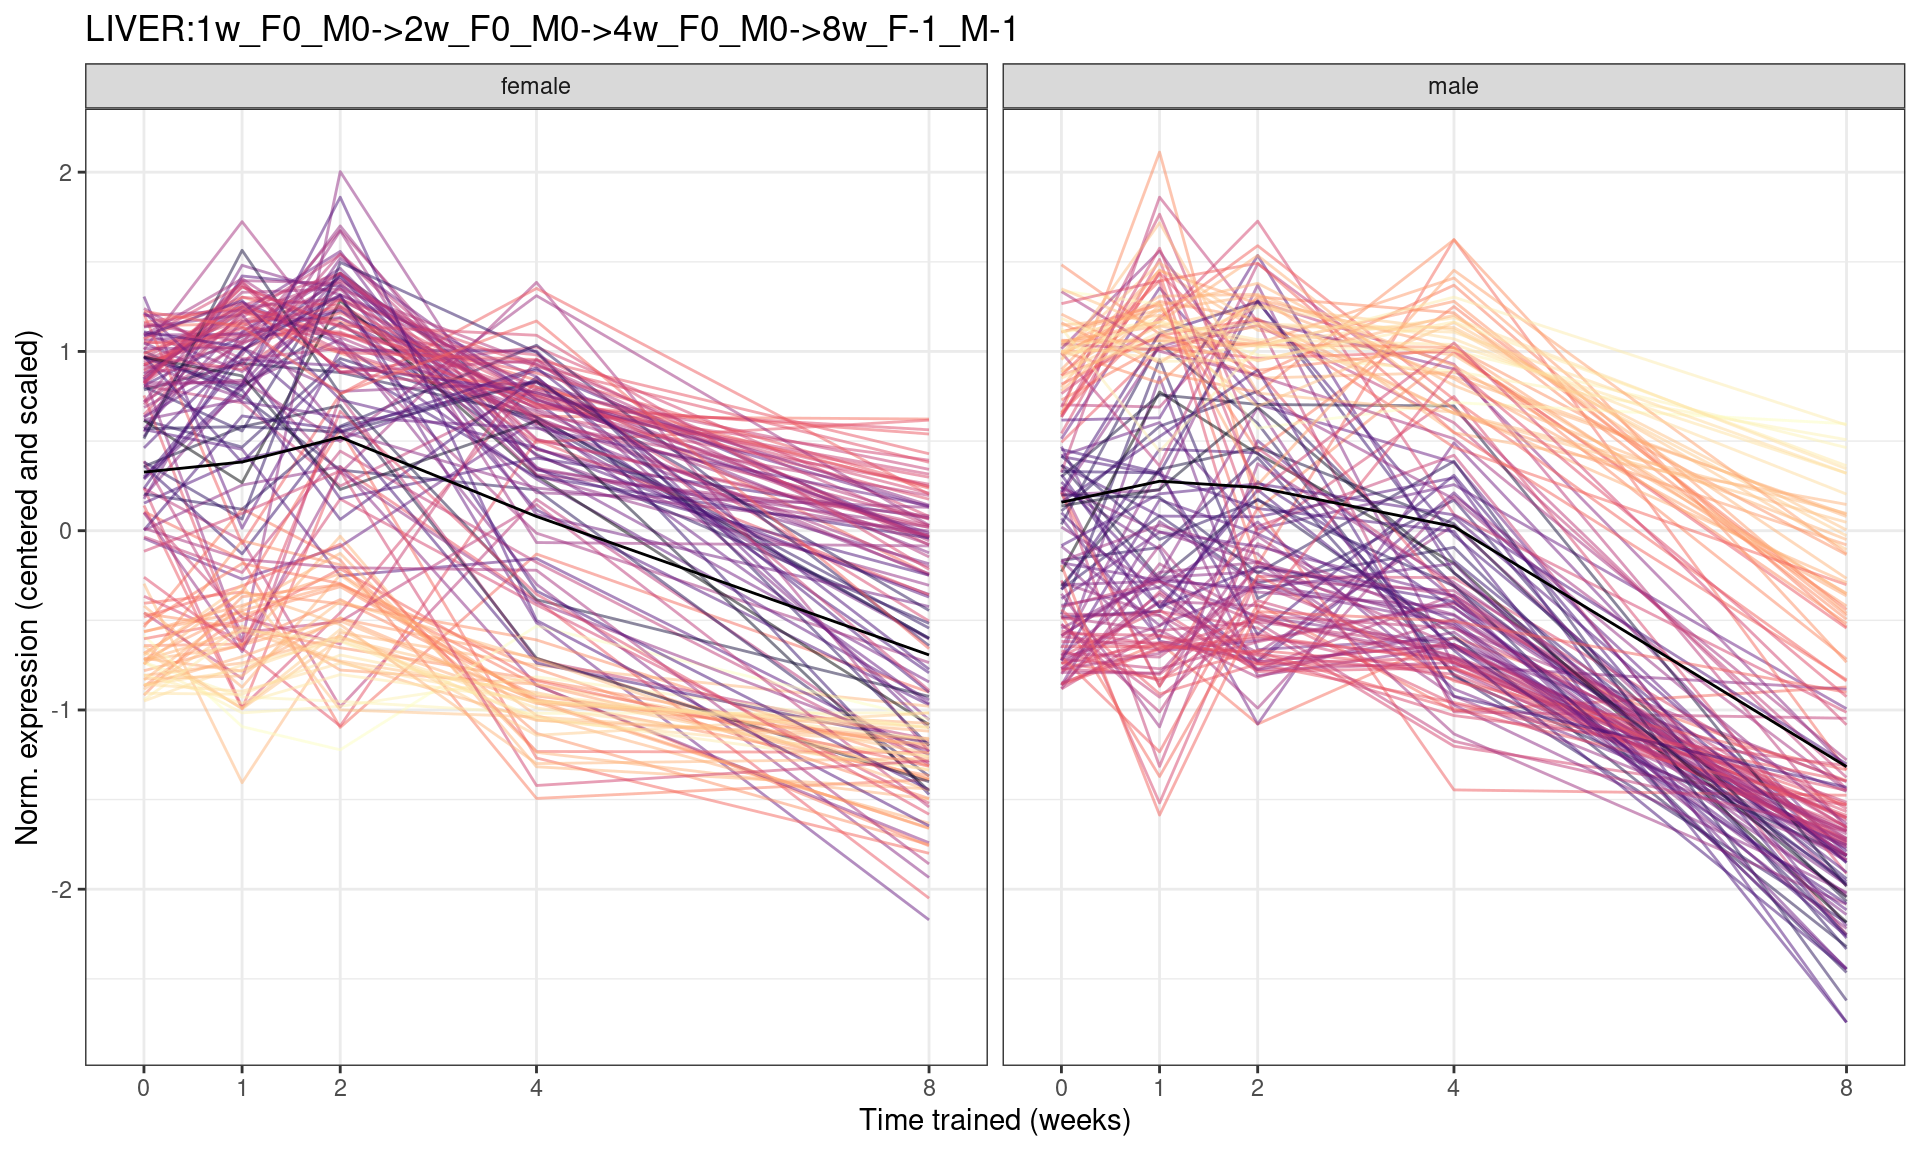 LIVER:1w_F0_M0->2w_F0_M0->4w_F0_M0->8w_F-1_M-1
female
male
Norm. expression (centered and scaled)
2
1
0
-1
-2
0 1 2 4 8
0 1 2 4 8
Time trained (weeks)